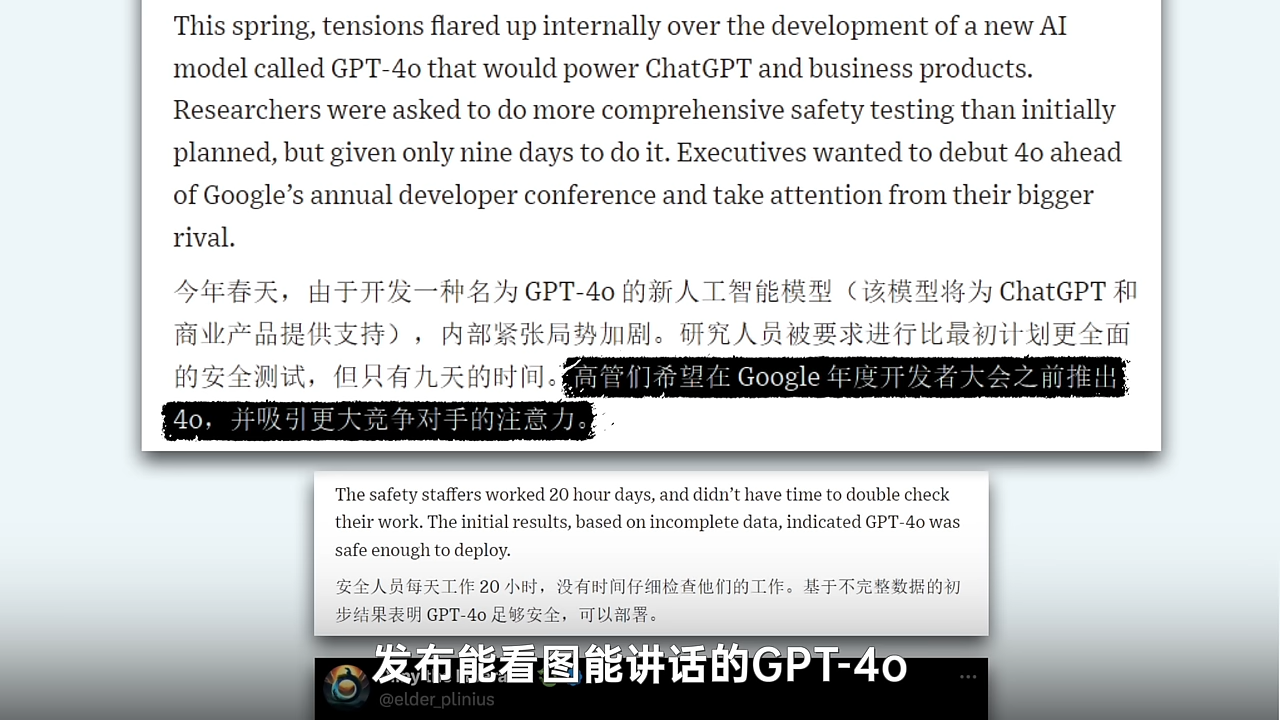 This spring, tensions flared up internally over the development of a new AI
model called GPT-4o that would power ChatGPT and business products.
Researchers were asked to do more comprehensive safety testing than initially
planned, but given only nine days to do it. Executives wanted to debut 4o ahead
of Google’s annual developer conference and take attention from their bigger
rival.
今年春天，由于开发一种名为 GPT-4o 的新人工智能模型（该模型将为 ChatGPT 和
商业产品提供支持），内部紧张局势加剧。研究人员被要求进行比最初计划更全面
的安全测试，但只有九天的时间。高管们希望在 Google 年度开发者大会之前推出
4o，并吸引更大竞争对手的注意力。
The safety staffers worked 20 hour days, and didn’t have time to double check
their work. The initial results, based on incomplete data, indicated GPT-4o was
safe enough to deploy.
安全人员每天工作 20 小时，没有时间仔细检查他们的工作。基于不完整数据的初
步结果表明 GPT-4o 足够安全，可以部署。
发布能看图能讲话的GPT-4o
@elder_plinius